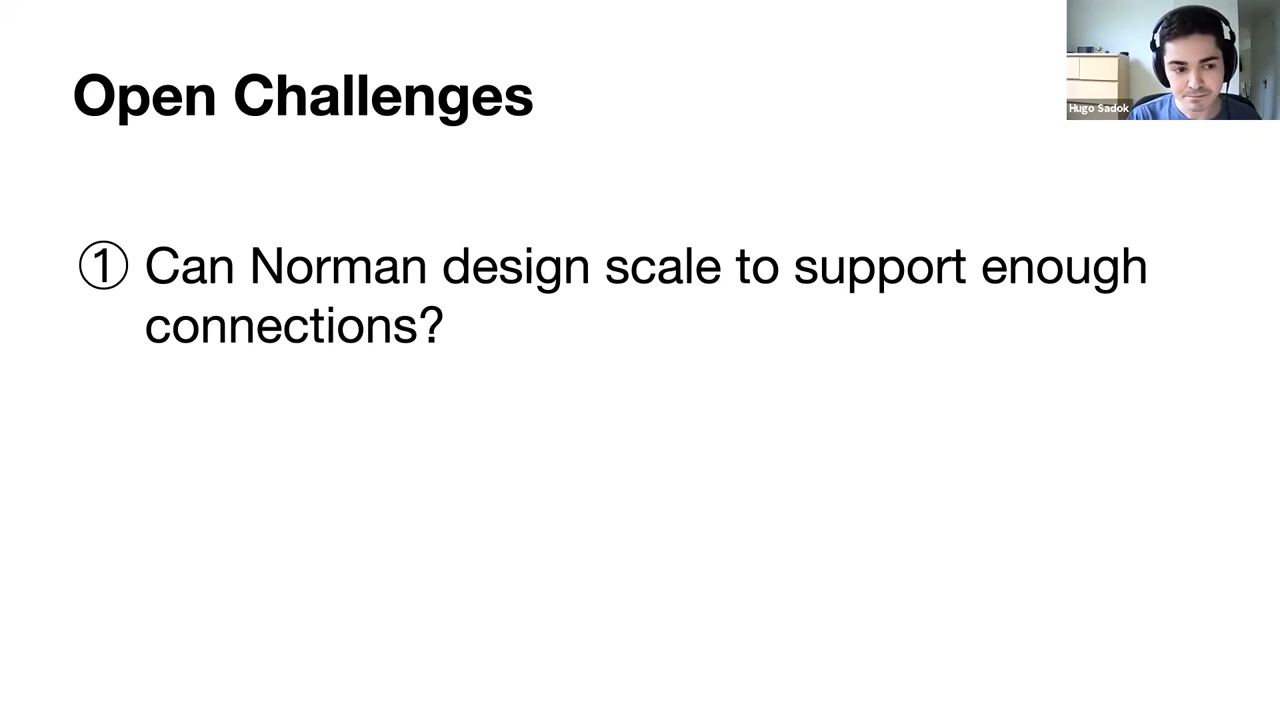 Open Challenges
Hugo Sadok
① Can Norman design scale to support enough
connections?